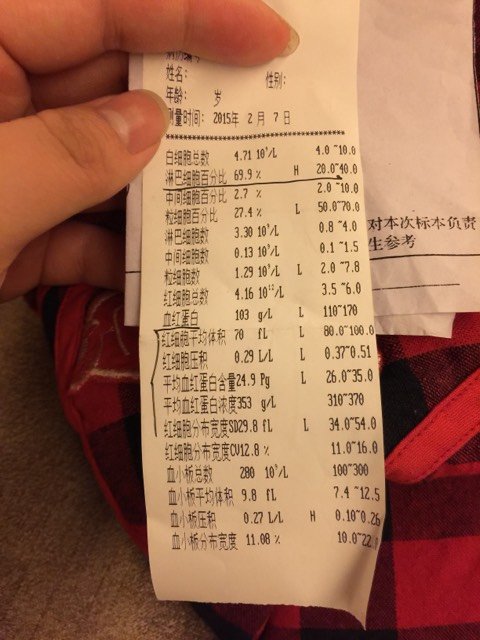 姓名: 性别:
年龄: 岁
测量时间: 2015年 2月 7日
****************************************
白细胞总数 4.71 10⁹/L 4.0~10.0
淋巴细胞百分比 69.9 % H 20.0~40.0
中间细胞百分比 2.7 % 2.0~10.0
粒细胞百分比 27.4 % L 50.0~70.0
淋巴细胞数 3.30 10⁹/L 0.8~4.0
中间细胞数 0.13 10⁹/L 0.1~1.5
粒细胞数 1.29 10⁹/L L 2.0~7.8
红细胞总数 4.16 10¹²/L 3.5~6.0
血红蛋白 103 g/L L 110~170
红细胞平均体积 70 fL L 80.0~100.0
红细胞压积 0.29 L/L L 0.37~0.51
平均血红蛋白含量24.9 Pg L 26.0~35.0
平均血红蛋白浓度353 g/L 310~370
红细胞分布宽度SD29.8 fL L 34.0~54.0
红细胞分布宽度CV12.8 % 11.0~16.0
血小板总数 280 10⁹/L 100~300
血小板平均体积 9.8 fL 7.4~12.5
血小板压积 0.27 L/L H 0.10~0.26
血小板分布宽度 11.08 % 10.0~22.0
对本次标本负责
生参考